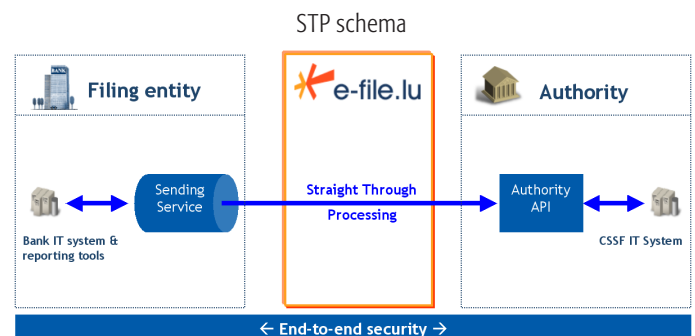 STP schema
BANK
Filing entity
e-file.lu
Authority
Sending
Service
Straight Through
Processing
Authority
API
Bank IT system &
reporting tools
CSSF IT System
← End-to-end security →